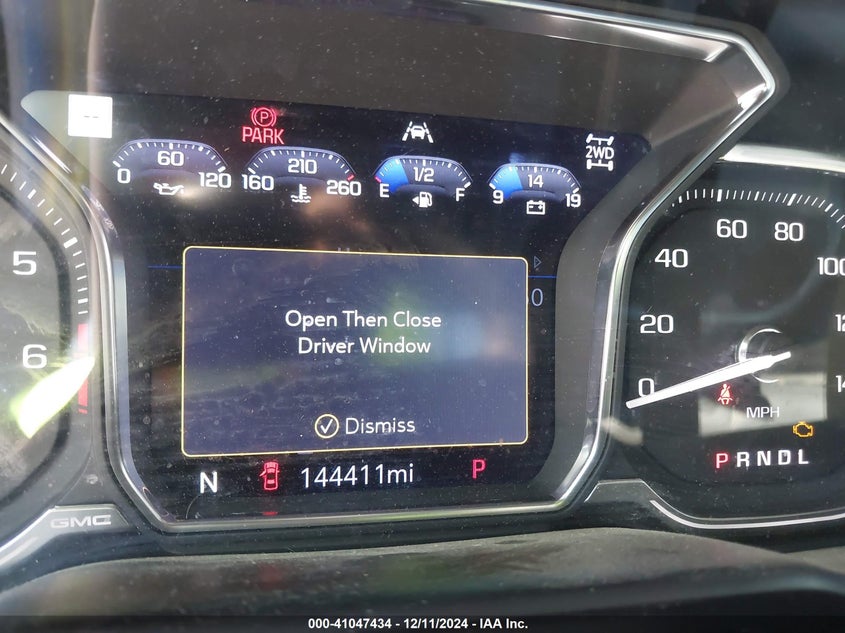 PARK
2WD
60
0 120
210
160 260
1/2
E F
14
9 19
5
6
Open Then Close
Driver Window
Dismiss
N 144411mi P
GMC
0 20 40 60 80 100
MPH
P R N D L
000-41047434 - 12/11/2024 - IAA Inc.